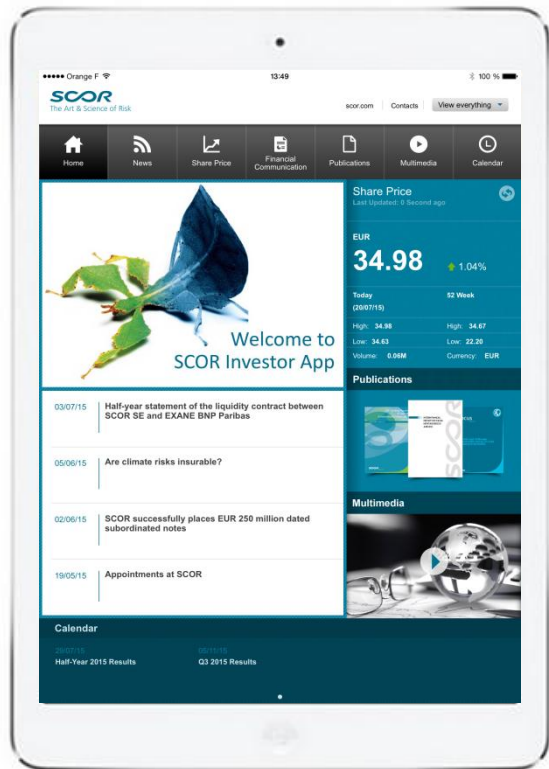 Orange F
13:49
100 %
SCOR
The Art & Science of Risk
scor.com
Contacts
View everything
Home
News
Share Price
Financial
Communication
Publications
Multimedia
Calendar
Share Price
Last Updated: 0 Second ago
EUR
34.98
1.04%
Today
52 Week
(20/07/15)
High: 34.98
High: 34.67
Low: 34.63
Low: 22.20
Volume: 0.06M
Currency: EUR
Welcome to
SCOR Investor App
Publications
SCOR
03/07/15
Half-year statement of the liquidity contract between
SCOR SE and EXANE BNP Paribas
05/06/15
Are climate risks insurable?
02/06/15
SCOR successfully places EUR 250 million dated
subordinated notes
19/05/15
Appointments at SCOR
Multimedia
Calendar
Half-Year 2015 Results
05/11/15
Q3 2015 Results